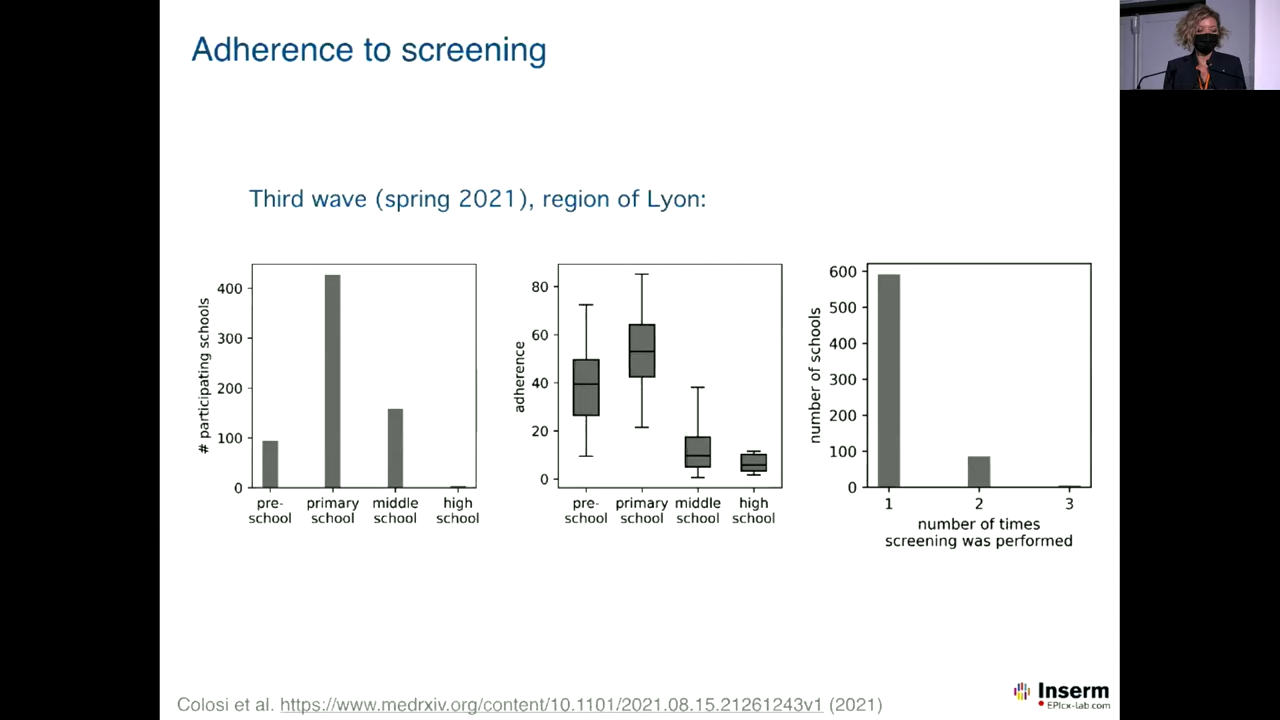 Adherence to screening
Third wave (spring 2021), region of Lyon:
# participating schools
400
300
200
100
0
pre-
school
primary
school
middle
school
high
school
adherence
80
60
40
20
0
pre-
school
primary
school
middle
school
high
school
number of schools
600
500
400
300
200
100
0
1
2
3
number of times
screening was performed
Colosi et al. https://www.medrxiv.org/content/10.1101/2021.08.15.21261243v1 (2021)
Inserm
EPIcx-lab.com